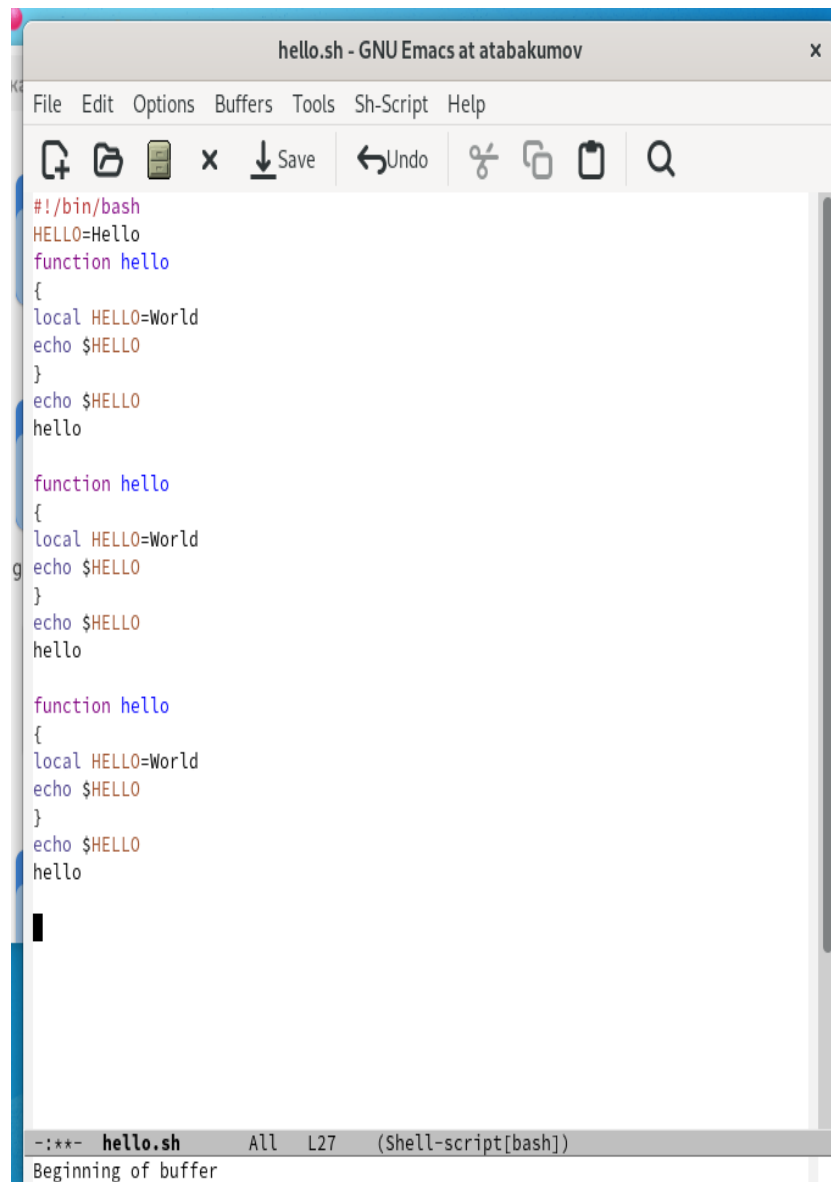 hello.sh - GNU Emacs at atabakumov x
File Edit Options Buffers Tools Sh-Script Help
Save Undo
#!/bin/bash
HELLO=Hello
function hello
{
local HELLO=World
echo $HELLO
}
echo $HELLO
hello
function hello
{
local HELLO=World
echo $HELLO
}
echo $HELLO
hello
function hello
{
local HELLO=World
echo $HELLO
}
echo $HELLO
hello
-:**- hello.sh All L27 (Shell-script[bash])
Beginning of buffer